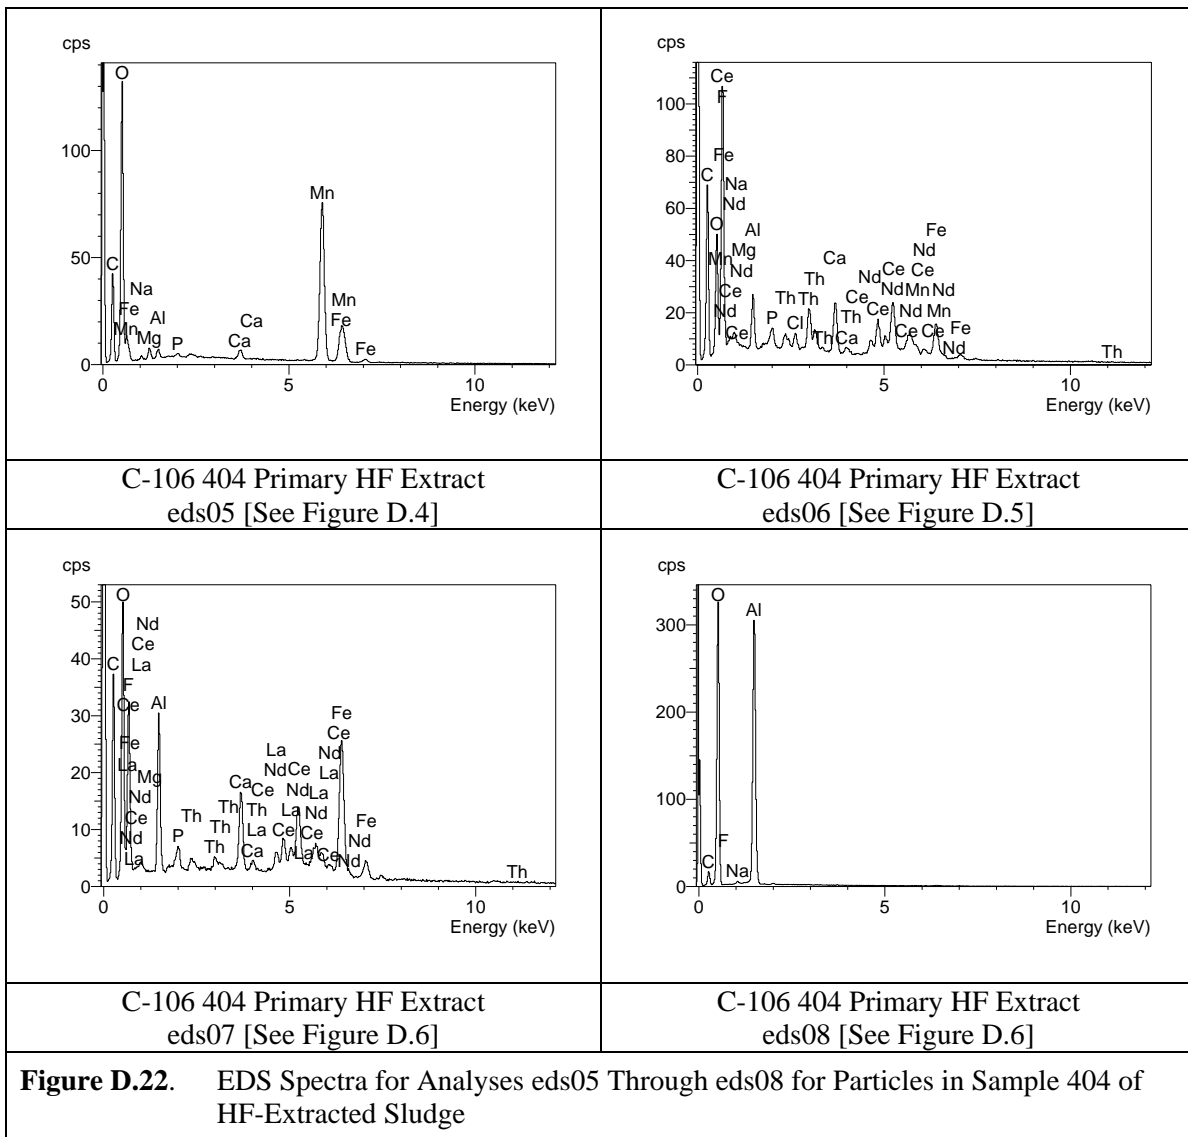 cps
O
100
Mn
50
C
Na
Fe
Mn
Al
Mg
P
Ca
Ca
Mn
Fe
Fe
0
0
5
10
Energy (keV)
C-106 404 Primary HF Extract
eds05 [See Figure D.4]
cps
Ce
F
100
80
Fe
C
Na
Nd
60
O
Al
Mn
Mg
Nd
40
Ce
Nd
Ce
P
Th
Cl
Th
Th
Th
Ca
Ce
Th
Ca
Nd
Ce
Ce
Nd
Fe
Nd
Ce
Mn
Nd
Nd
Mn
Ce
Ce
Fe
Nd
Th
20
0
0
5
10
Energy (keV)
C-106 404 Primary HF Extract
eds06 [See Figure D.5]
cps
50
O
Nd
Ce
La
40
C
F
Ce
Al
30
Fe
La
Mg
Nd
Ce
Nd
La
20
P
Th
Th
Th
Th
Ca
Ce
Th
La
Ca
La
Nd
Ce
La
Ce
Nd
La
La
Nd
Ce
Fe
Ce
Nd
La
Ce
Nd
Fe
Nd
Th
10
0
0
5
10
Energy (keV)
C-106 404 Primary HF Extract
eds07 [See Figure D.6]
cps
O
Al
300
200
100
F
C
Na
0
0
5
10
Energy (keV)
C-106 404 Primary HF Extract
eds08 [See Figure D.6]
Figure D.22. EDS Spectra for Analyses eds05 Through eds08 for Particles in Sample 404 of
HF-Extracted Sludge